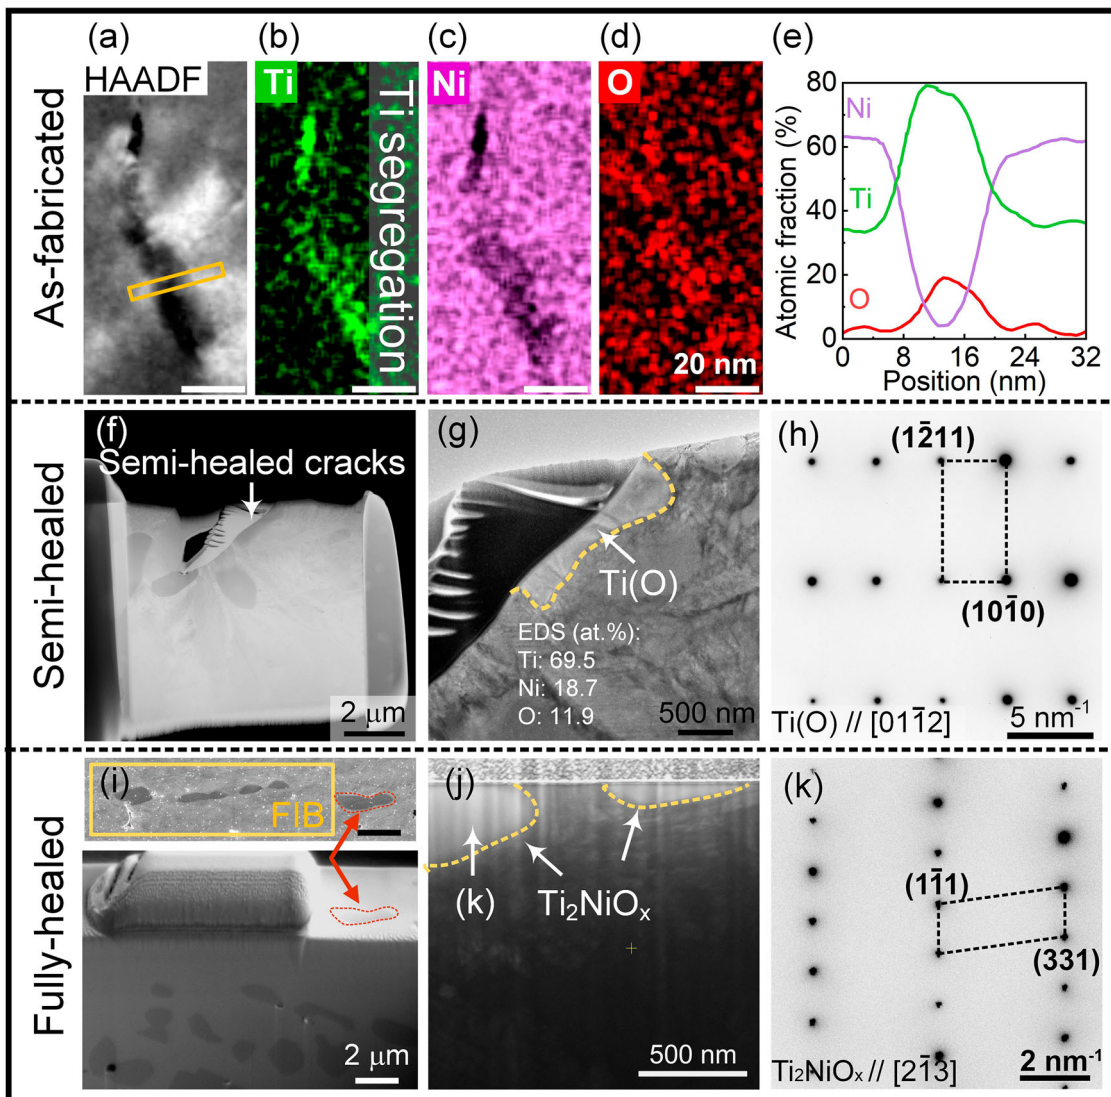 As-fabricated
(a)
HAADF
(b)
Ti
Ti segregation
(c)
Ni
(d)
O
20 nm
(e)
Atomic fraction (%)
80
60
40
20
0
Ni
Ti
O
0 8 16 24 32
Position (nm)
Semi-healed
(f)
Semi-healed cracks
2 μm
(g)
Ti(O)
EDS (at.%):
Ti: 69.5
Ni: 18.7
O: 11.9
500 nm
(h)
(11̄̄2̄11)
(101̄0)
Ti(O) // [011̄2]
5 nm⁻¹
Fully-healed
(i)
FIB
2 μm
(j)
(k)
Ti₂NiOₓ
500 nm
(k)
(11̄1)
(331)
Ti₂NiOₓ // [21̄3]
2 nm⁻¹